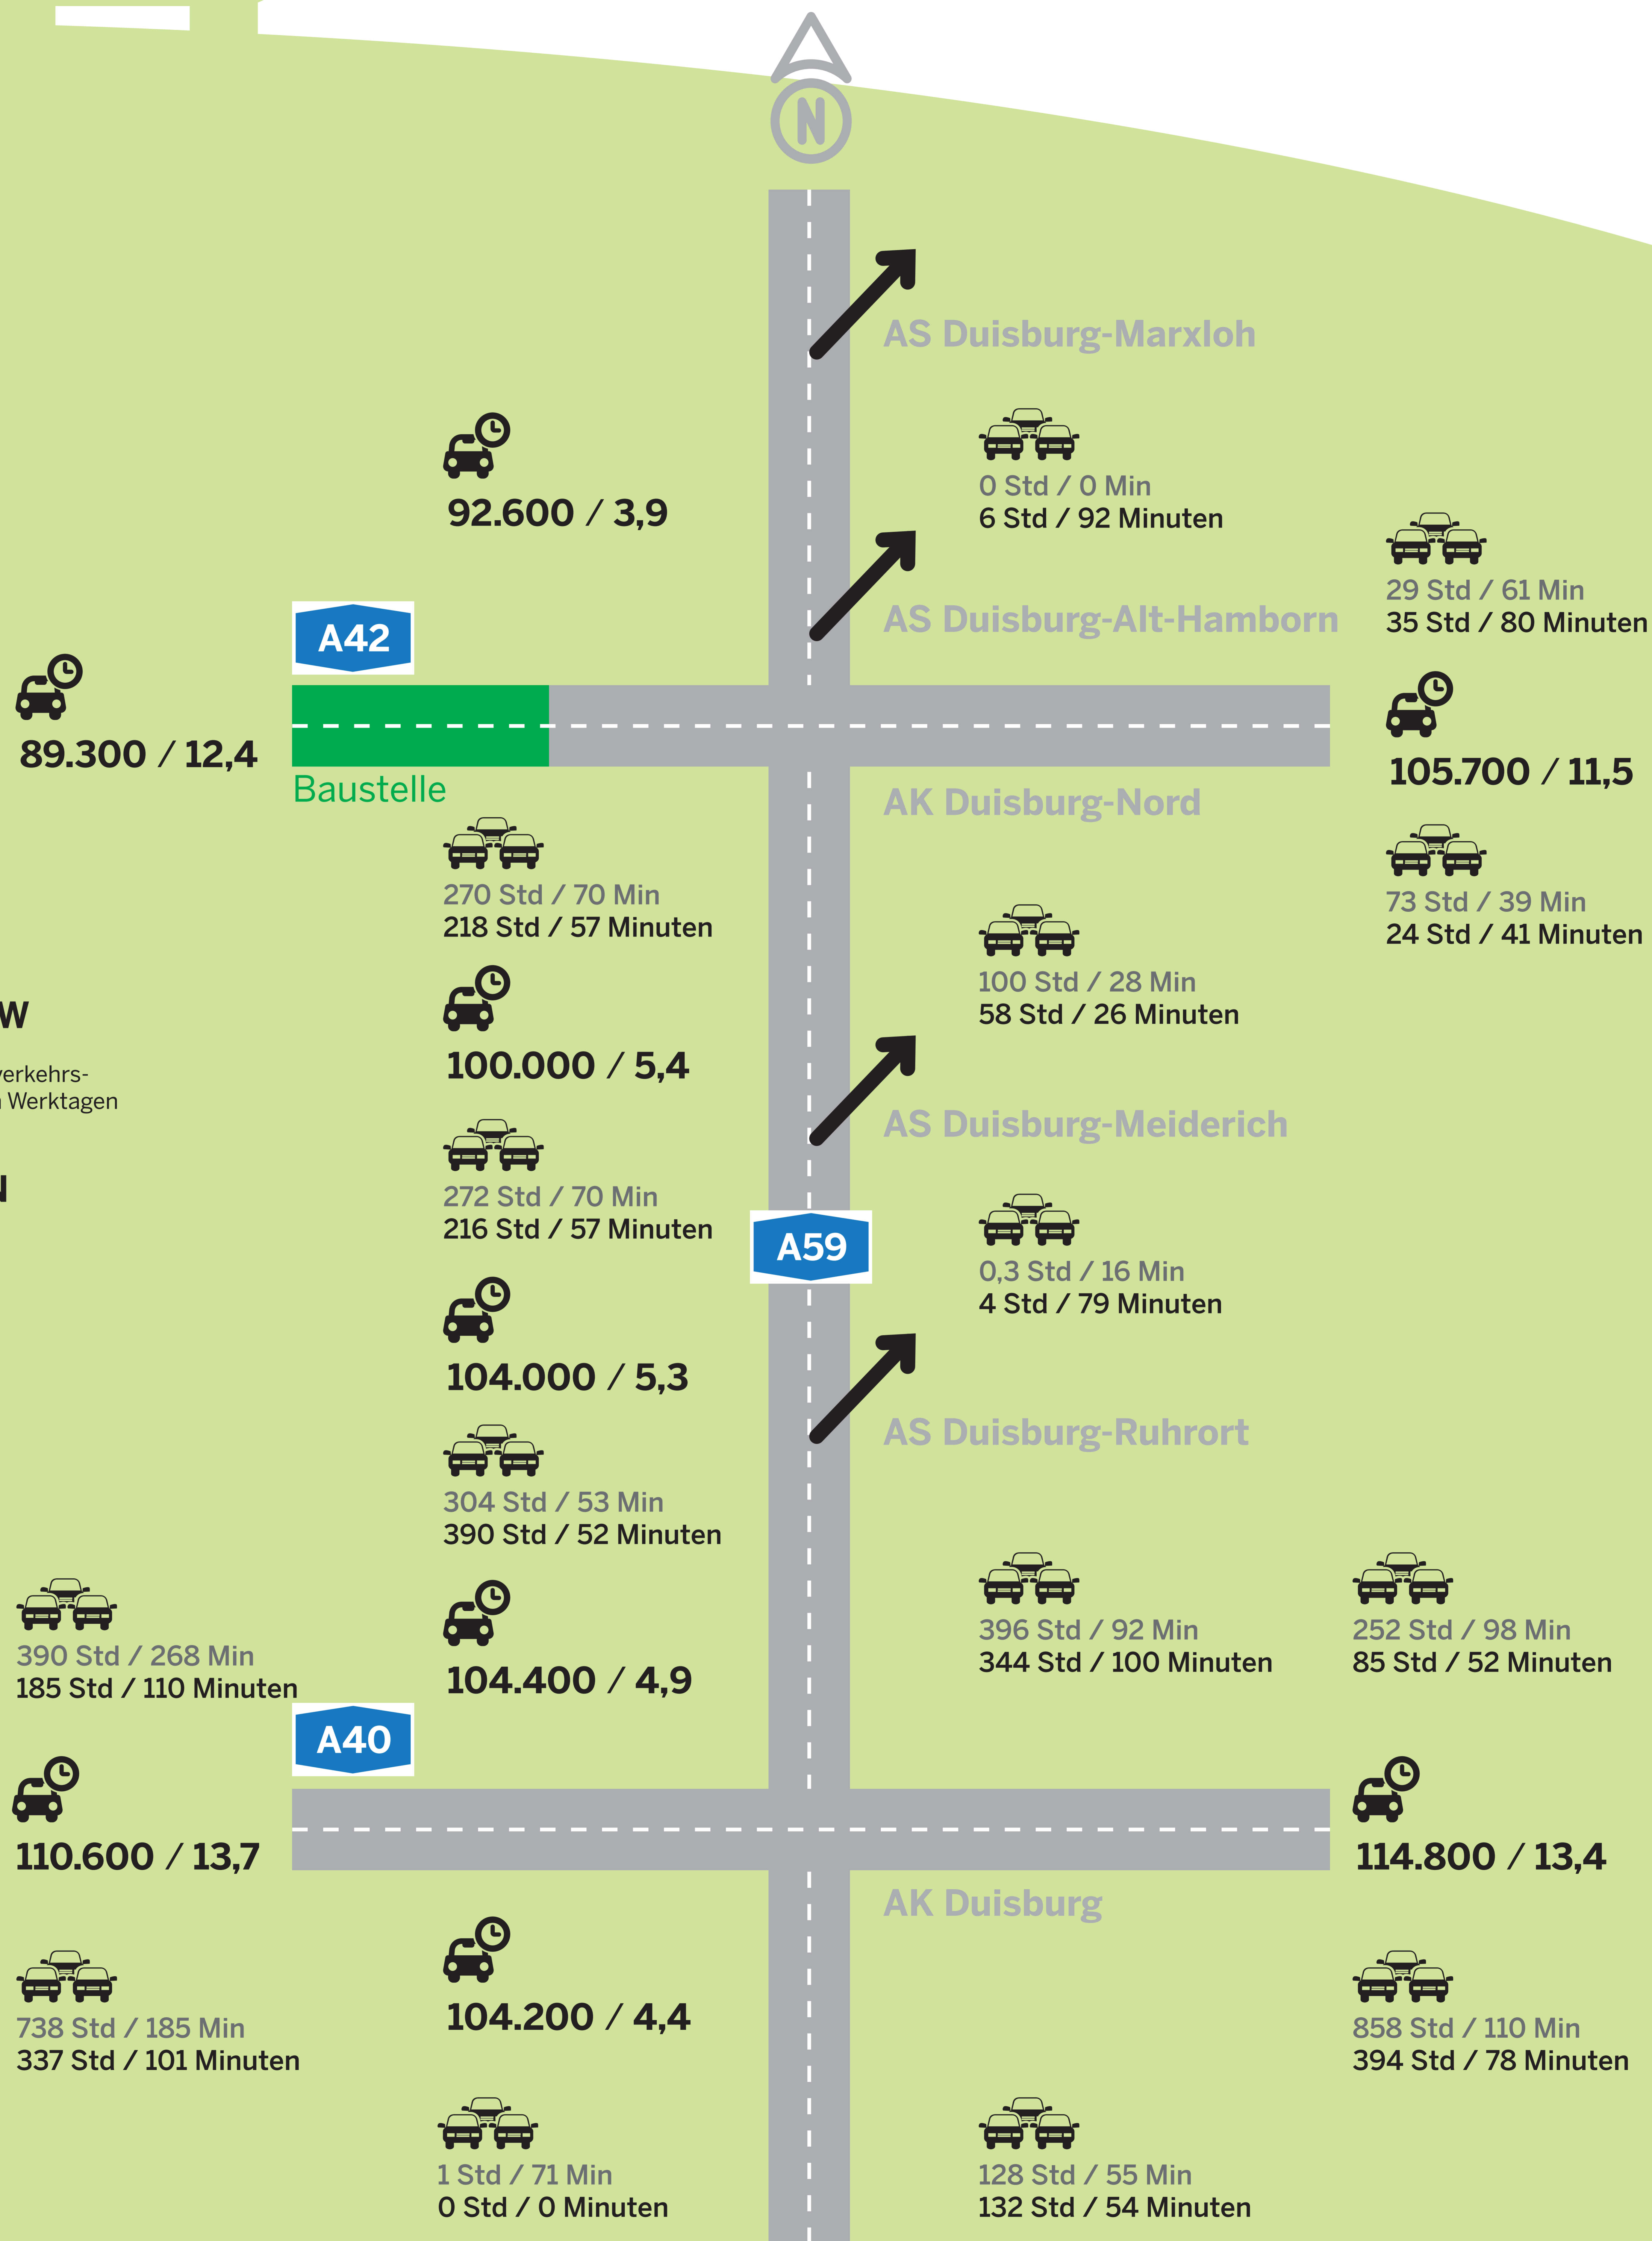 N
AS Duisburg-Marxloh
92.600 / 3,9
0 Std / 0 Min
6 Std / 92 Minuten
AS Duisburg-Alt-Hamborn
29 Std / 61 Min
35 Std / 80 Minuten
A42
89.300 / 12,4
105.700 / 11,5
Baustelle
AK Duisburg-Nord
270 Std / 70 Min
218 Std / 57 Minuten
73 Std / 39 Min
24 Std / 41 Minuten
100 Std / 28 Min
58 Std / 26 Minuten
W
100.000 / 5,4
verkehrs-
Werktagen
AS Duisburg-Meiderich
272 Std / 70 Min
216 Std / 57 Minuten
A59
0,3 Std / 16 Min
4 Std / 79 Minuten
104.000 / 5,3
AS Duisburg-Ruhrort
304 Std / 53 Min
390 Std / 52 Minuten
390 Std / 268 Min
185 Std / 110 Minuten
104.400 / 4,9
396 Std / 92 Min
344 Std / 100 Minuten
252 Std / 98 Min
85 Std / 52 Minuten
A40
110.600 / 13,7
114.800 / 13,4
AK Duisburg
104.200 / 4,4
738 Std / 185 Min
337 Std / 101 Minuten
858 Std / 110 Min
394 Std / 78 Minuten
1 Std / 71 Min
0 Std / 0 Minuten
128 Std / 55 Min
132 Std / 54 Minuten